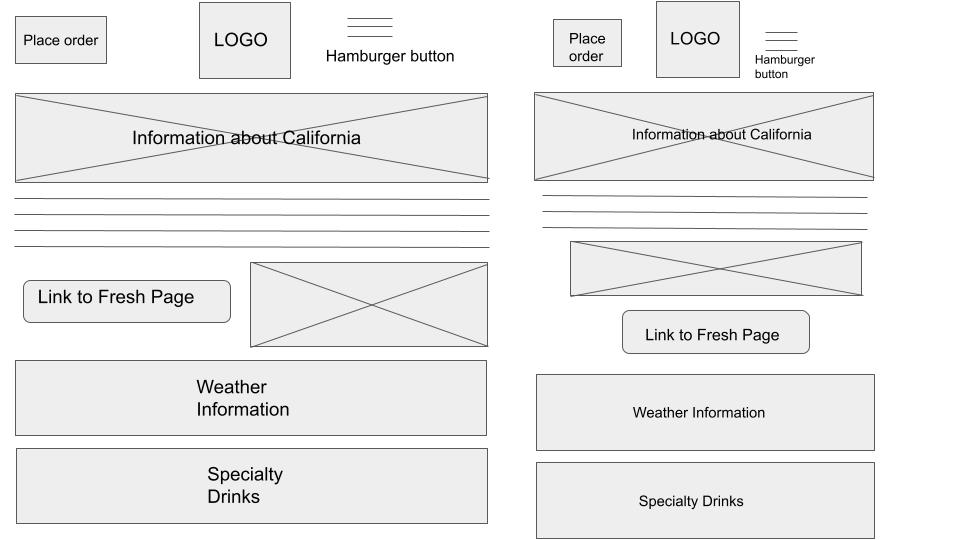 Place order
LOGO
Hamburger button
Information about California
Link to Fresh Page
Weather
Information
Specialty
Drinks
Place
order
LOGO
Hamburger
button
Information about California
Link to Fresh Page
Weather Information
Specialty Drinks